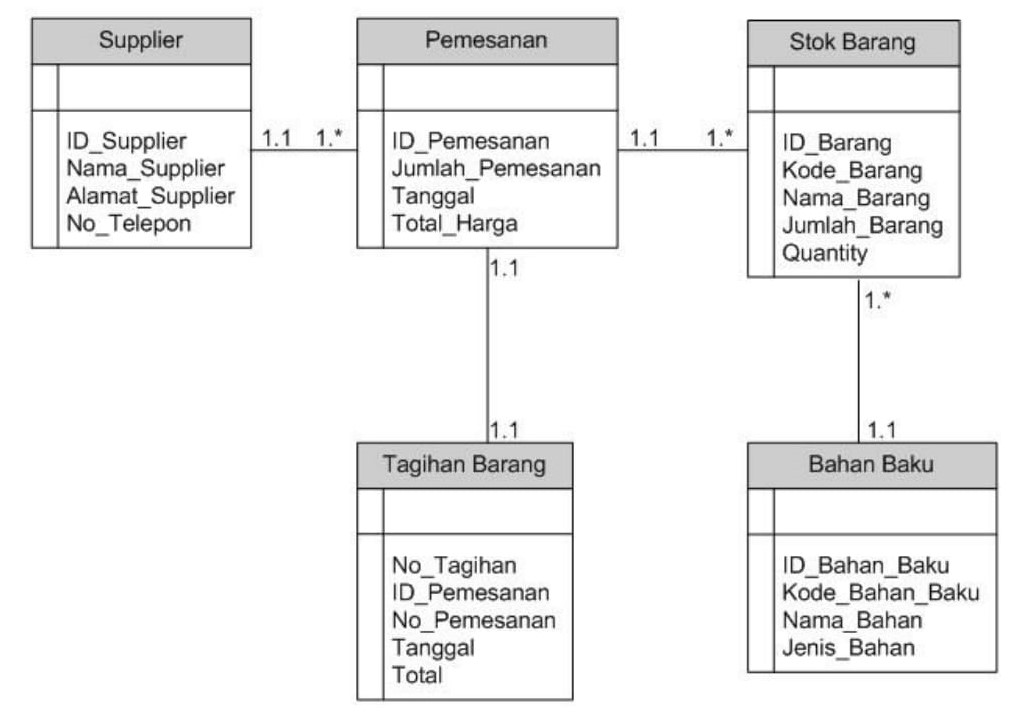 Supplier
ID_Supplier
Nama_Supplier
Alamat_Supplier
No_Telepon
1.1
1.*
Pemesanan
ID_Pemesanan
Jumlah_Pemesanan
Tanggal
Total_Harga
1.1
1.*
Stok Barang
ID_Barang
Kode_Barang
Nama_Barang
Jumlah_Barang
Quantity
1.1
1.1
Tagihan Barang
No_Tagihan
ID_Pemesanan
No_Pemesanan
Tanggal
Total
1.*
1.1
Bahan Baku
ID_Bahan_Baku
Kode_Bahan_Baku
Nama_Bahan
Jenis_Bahan